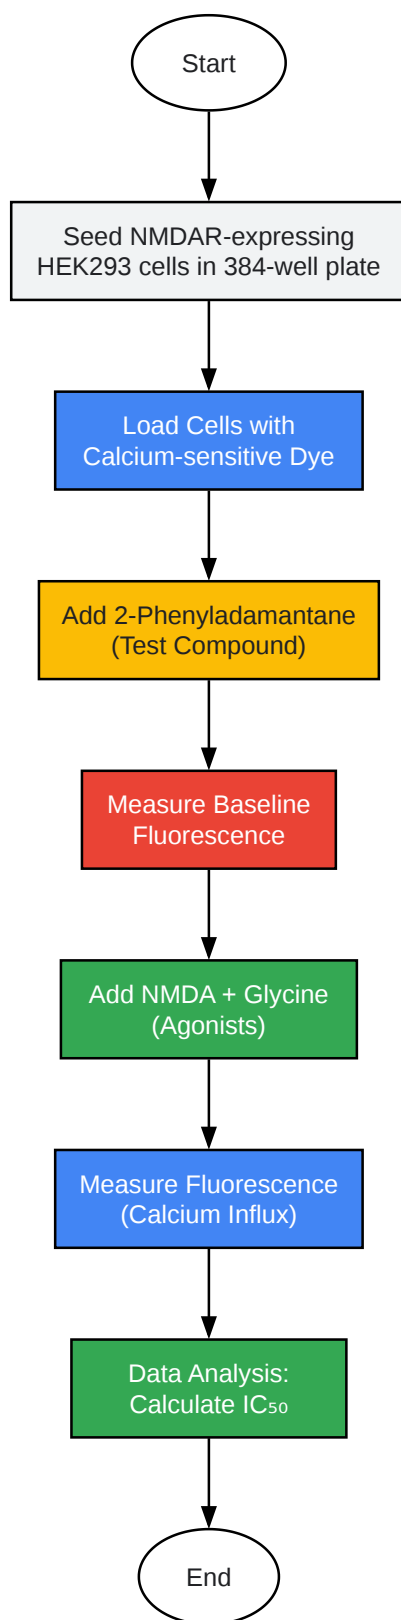 Start
Seed NMDAR-expressing
HEK293 cells in 384-well plate
Load Cells with
Calcium-sensitive Dye
Add 2-Phenyladamantane
(Test Compound)
Measure Baseline
Fluorescence
Add NMDA + Glycine
(Agonists)
Measure Fluorescence
(Calcium Influx)
Data Analysis:
Calculate IC₅₀
End